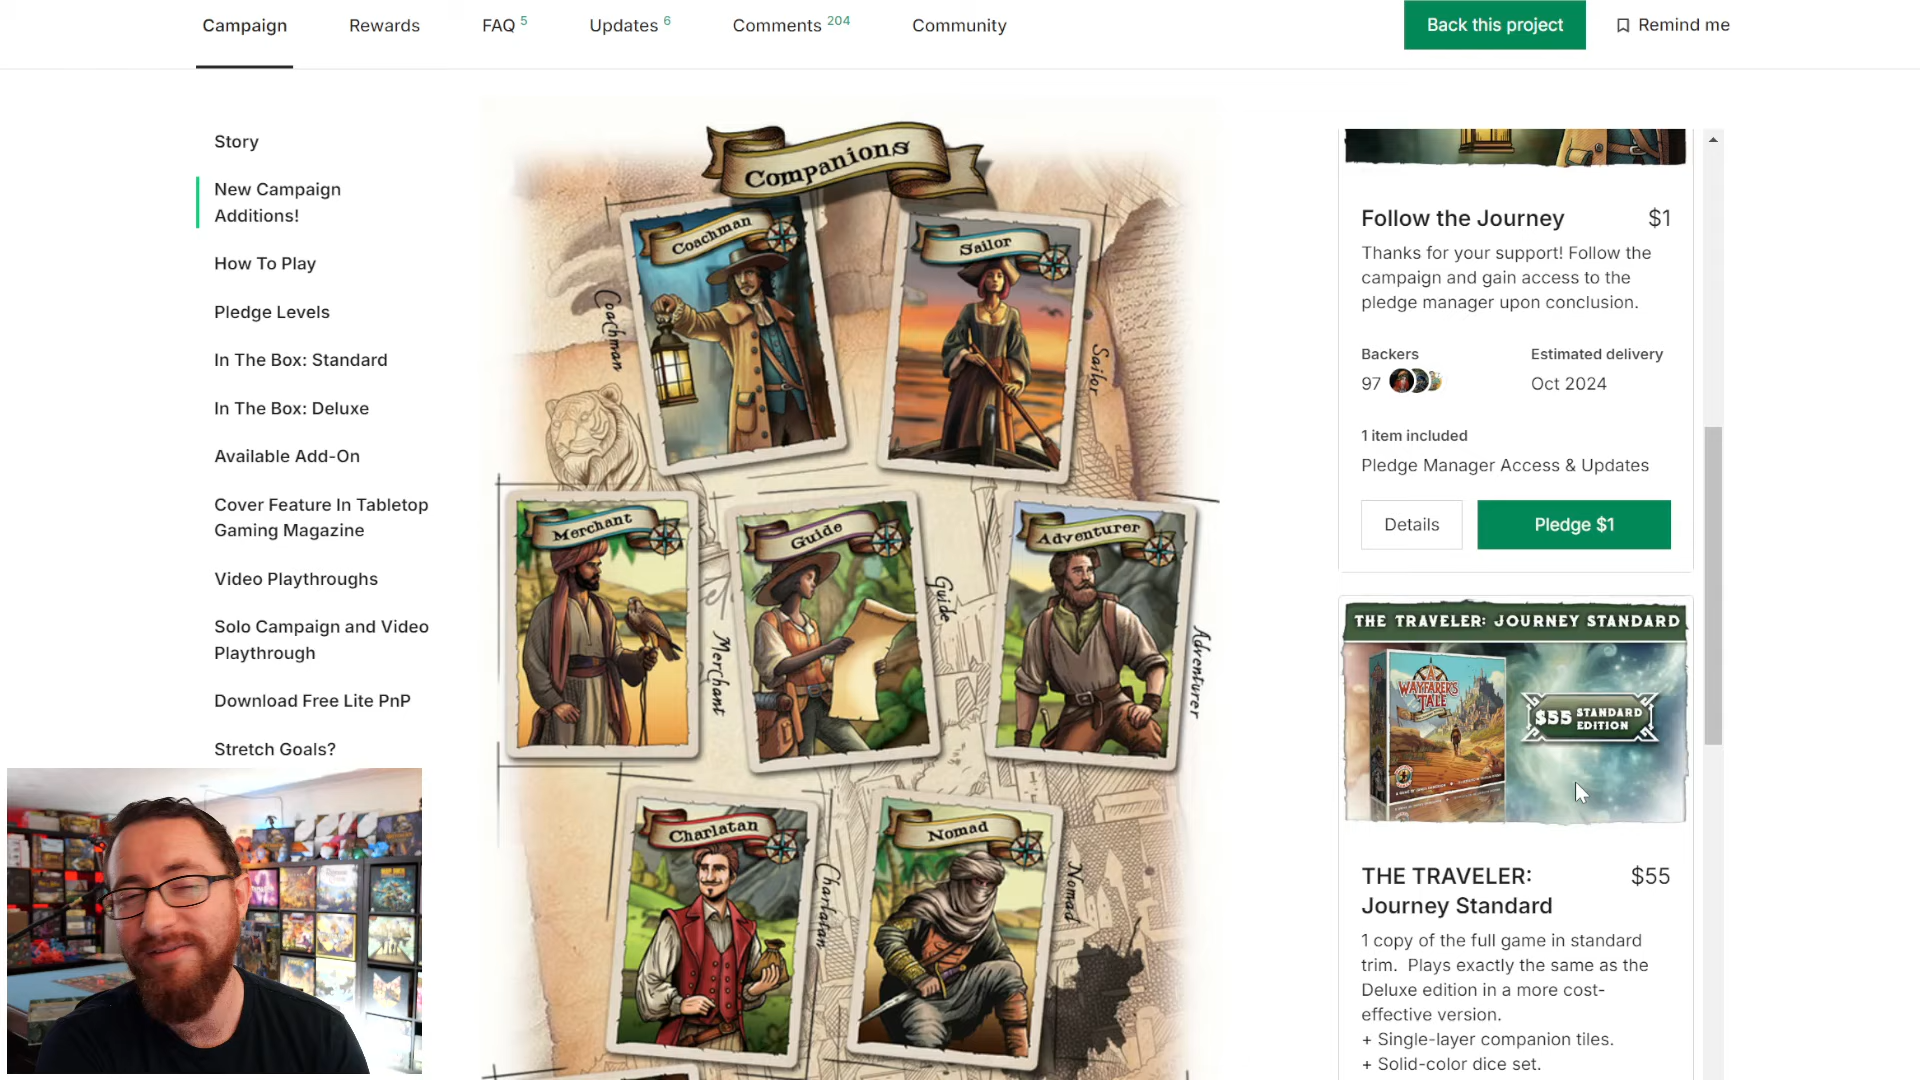 Campaign
Rewards
FAQ 5
Updates 6
Comments 204
Community
Back this project
Remind me
Story
New Campaign
Additions!
How To Play
Pledge Levels
In The Box: Standard
In The Box: Deluxe
Available Add-On
Cover Feature In Tabletop
Gaming Magazine
Video Playthroughs
Solo Campaign and Video
Playthrough
Download Free Lite PnP
Stretch Goals?
Companions
Coachman
Coachman
Sailor
Sailor
Merchant
Merchant
Guide
Guide
Adventurer
Adventurer
Charlatan
Charlatan
Nomad
Nomad
Follow the Journey
$1
Thanks for your support! Follow the
campaign and gain access to the
pledge manager upon conclusion.
Backers
97
Estimated delivery
Oct 2024
1 item included
Pledge Manager Access & Updates
Details
Pledge $1
THE TRAVELER: JOURNEY STANDARD
A
WAYFARER'S
TALE
$55 STANDARD
EDITION
THE TRAVELER:
Journey Standard
$55
1 copy of the full game in standard
trim. Plays exactly the same as the
Deluxe edition in a more cost-
effective version.
+ Single-layer companion tiles.
+ Solid-color dice set.